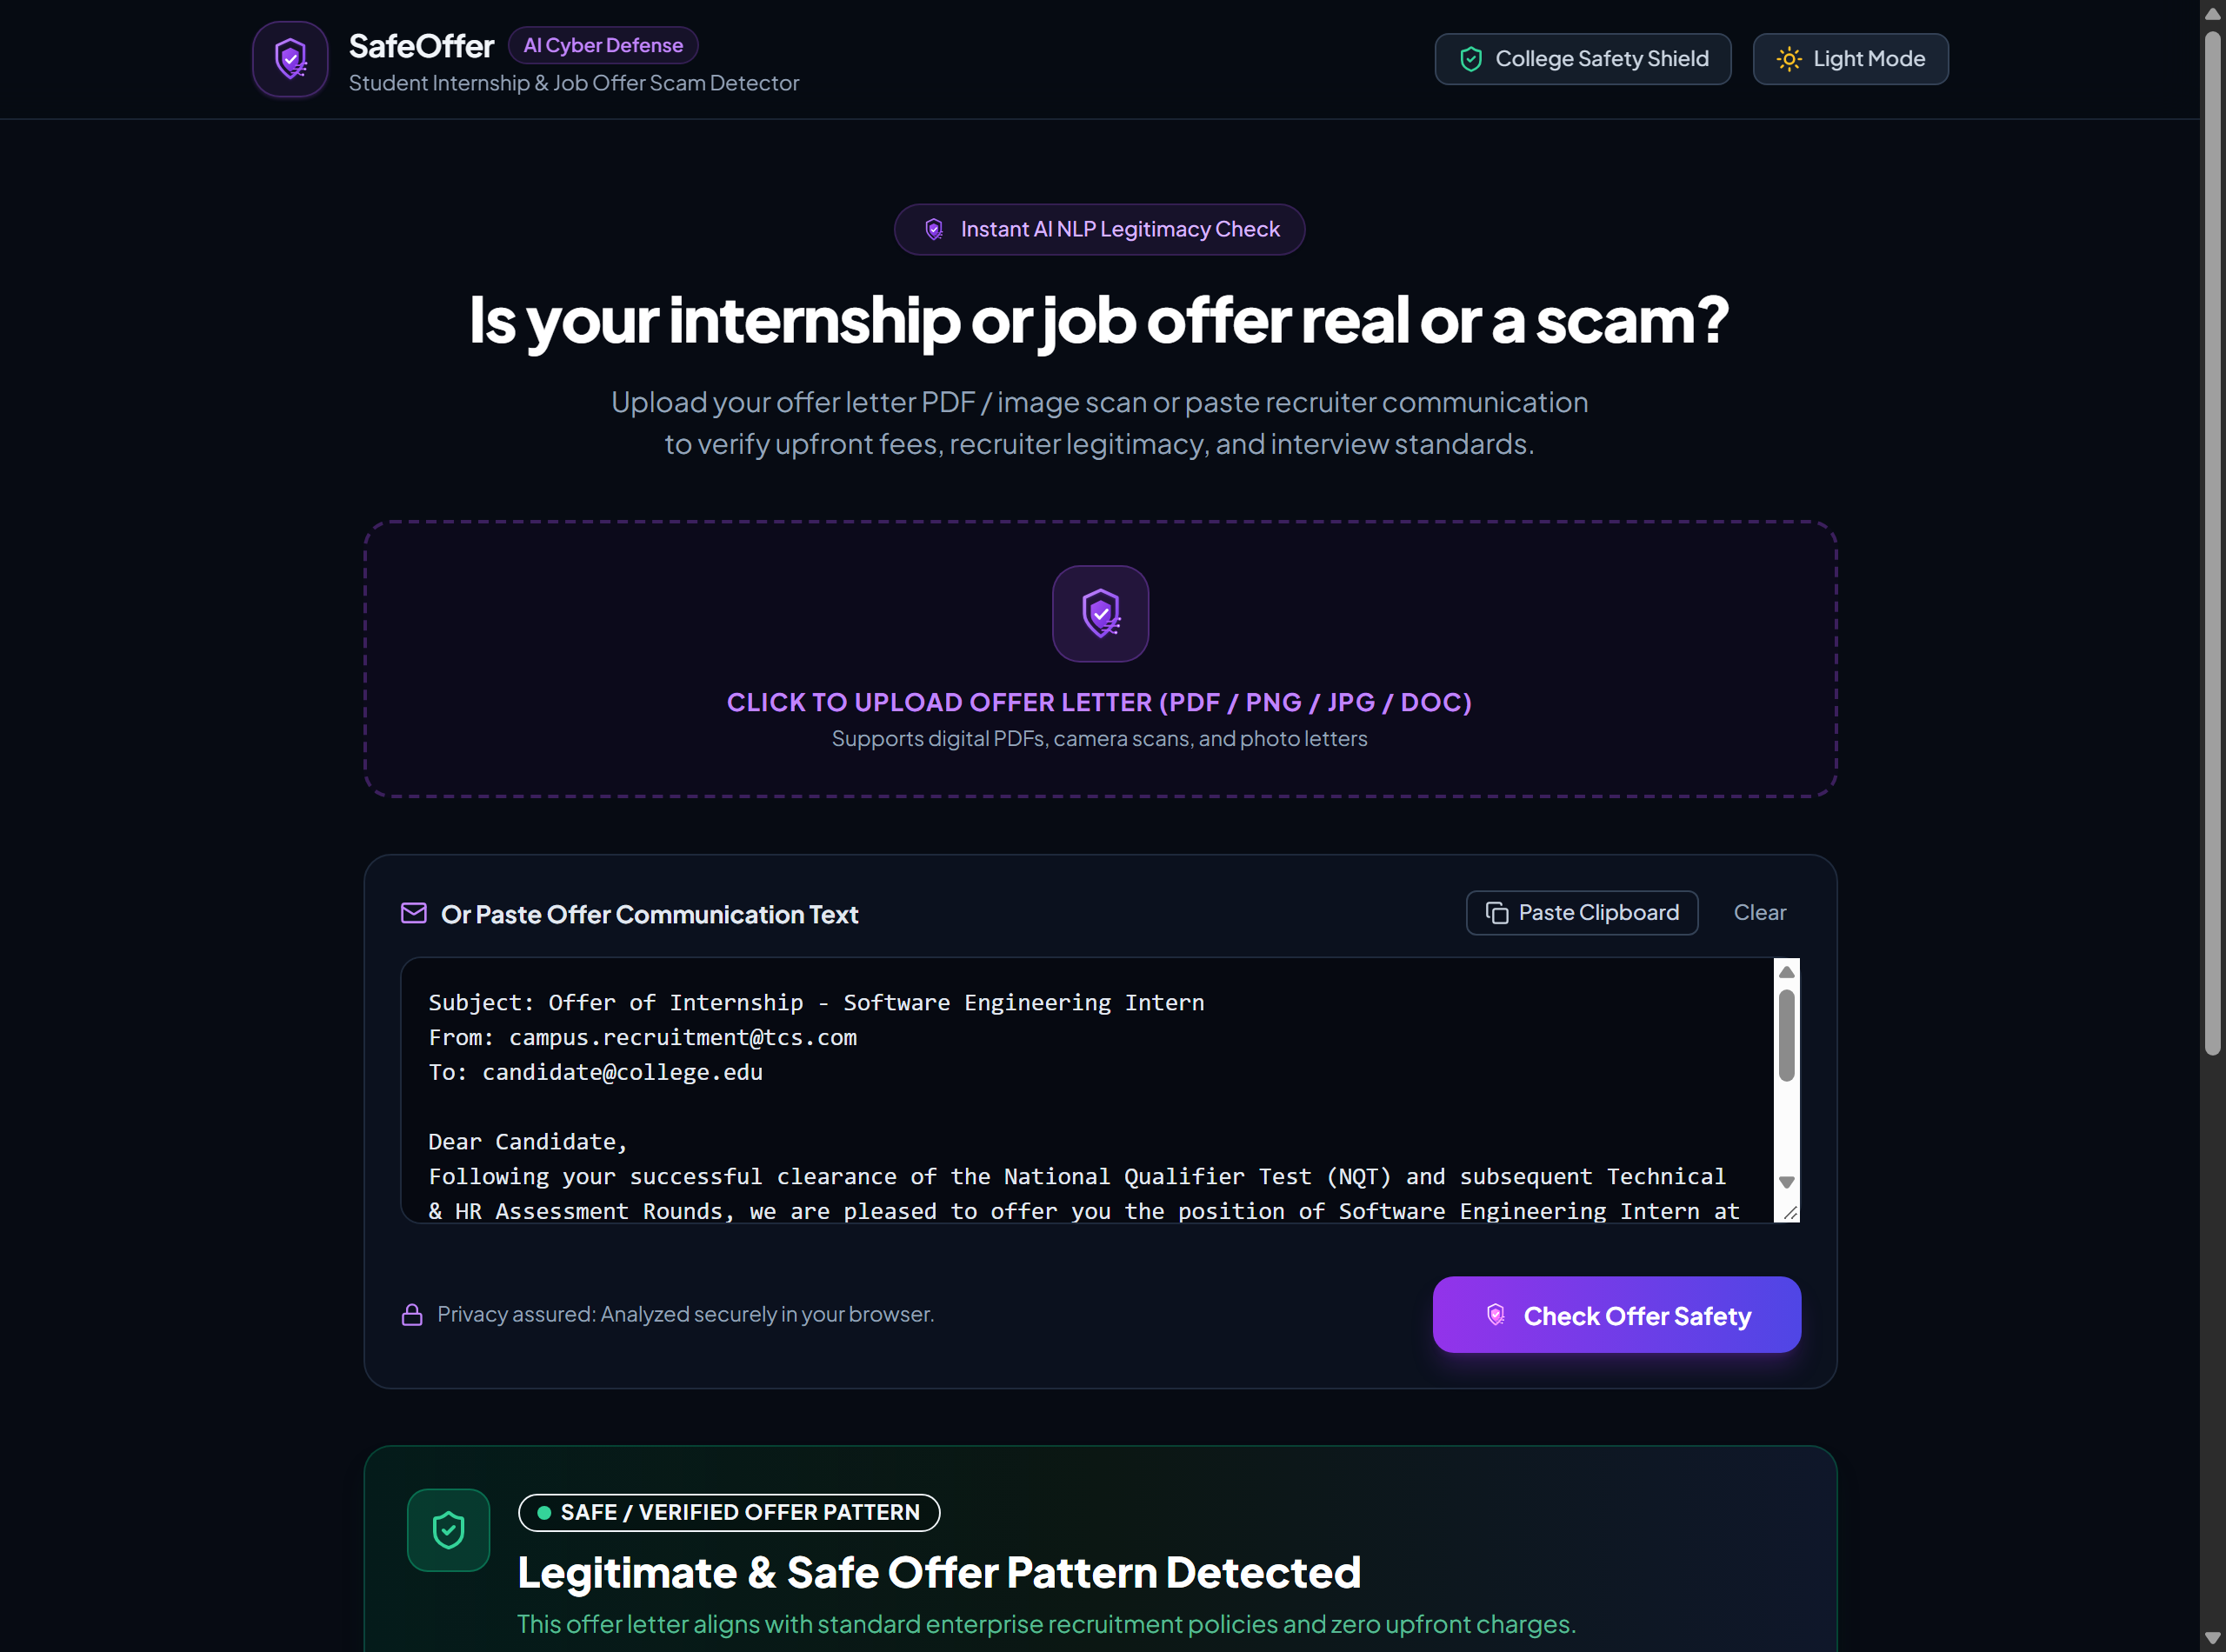 SafeOffer AI Cyber Defense
Student Internship & Job Offer Scam Detector
College Safety Shield
Light Mode
Instant AI NLP Legitimacy Check
Is your internship or job offer real or a scam?
Upload your offer letter PDF / image scan or paste recruiter communication
to verify upfront fees, recruiter legitimacy, and interview standards.
CLICK TO UPLOAD OFFER LETTER (PDF / PNG / JPG / DOC)
Supports digital PDFs, camera scans, and photo letters
Or Paste Offer Communication Text
Paste Clipboard
Clear
Subject: Offer of Internship - Software Engineering Intern
From: campus.recruitment@tcs.com
To: candidate@college.edu
Dear Candidate,
Following your successful clearance of the National Qualifier Test (NQT) and subsequent Technical
& HR Assessment Rounds, we are pleased to offer you the position of Software Engineering Intern at
Privacy assured: Analyzed securely in your browser.
Check Offer Safety
SAFE / VERIFIED OFFER PATTERN
Legitimate & Safe Offer Pattern Detected
This offer letter aligns with standard enterprise recruitment policies and zero upfront charges.